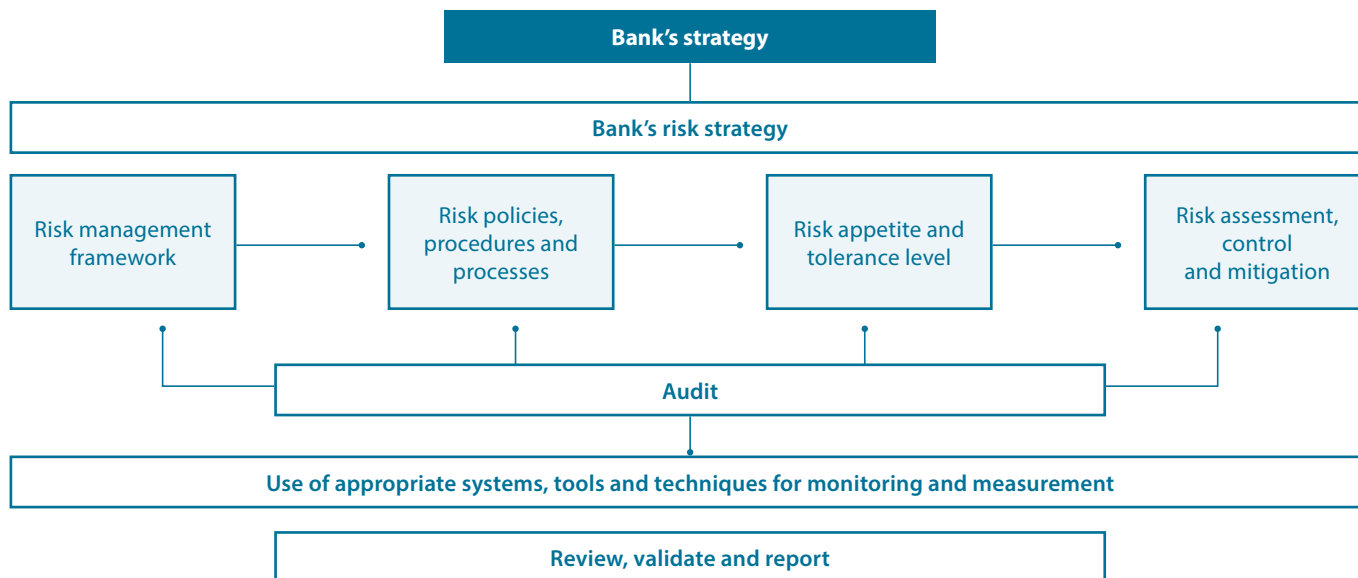 Bank’s strategy
Bank’s risk strategy
Risk management
framework
Risk policies,
procedures and
processes
Risk appetite and
tolerance level
Risk assessment,
control
and mitigation
Audit
Use of appropriate systems, tools and techniques for monitoring and measurement
Review, validate and report